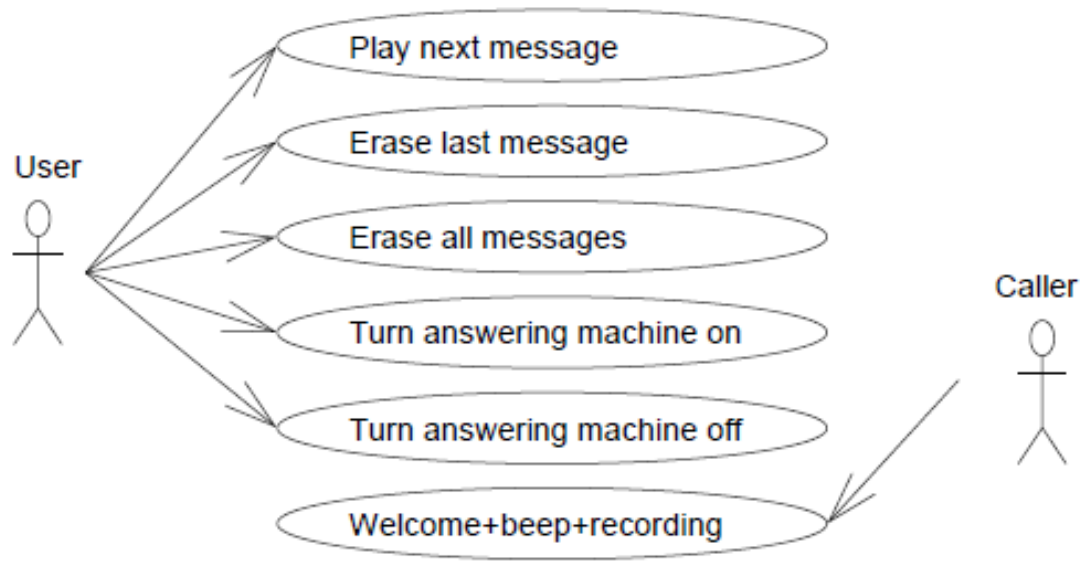 Play next message
Erase last message
User
Erase all messages
Caller
Turn answering machine on
Turn answering machine off
Welcome+beep+recording